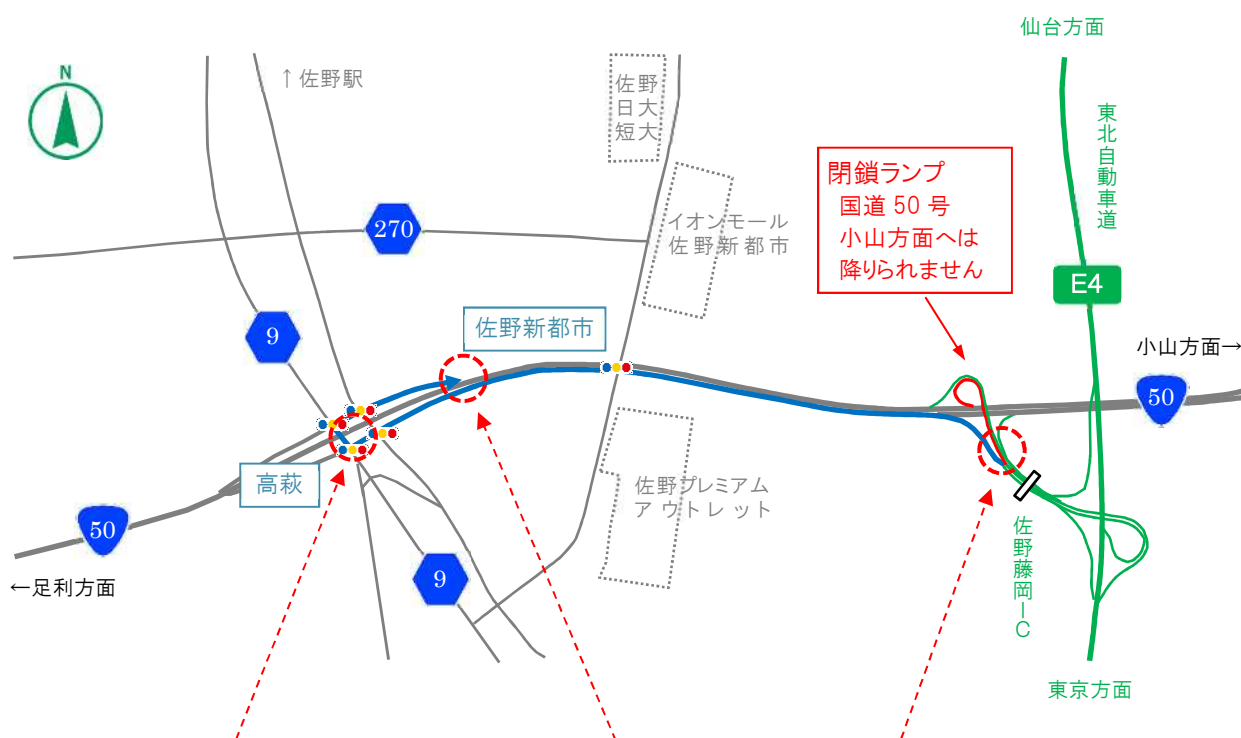 仙台方面
N
↑佐野駅
佐野
日大
短大
東北自動車道
閉鎖ランプ
国道 50 号
小山方面へは
降りられません
イオンモール
佐野新都市
270
E4
9
佐野新都市
小山方面→
50
高萩
佐野プレミアム
アウトレット
50
佐野藤岡IC
9
←足利方面
東京方面